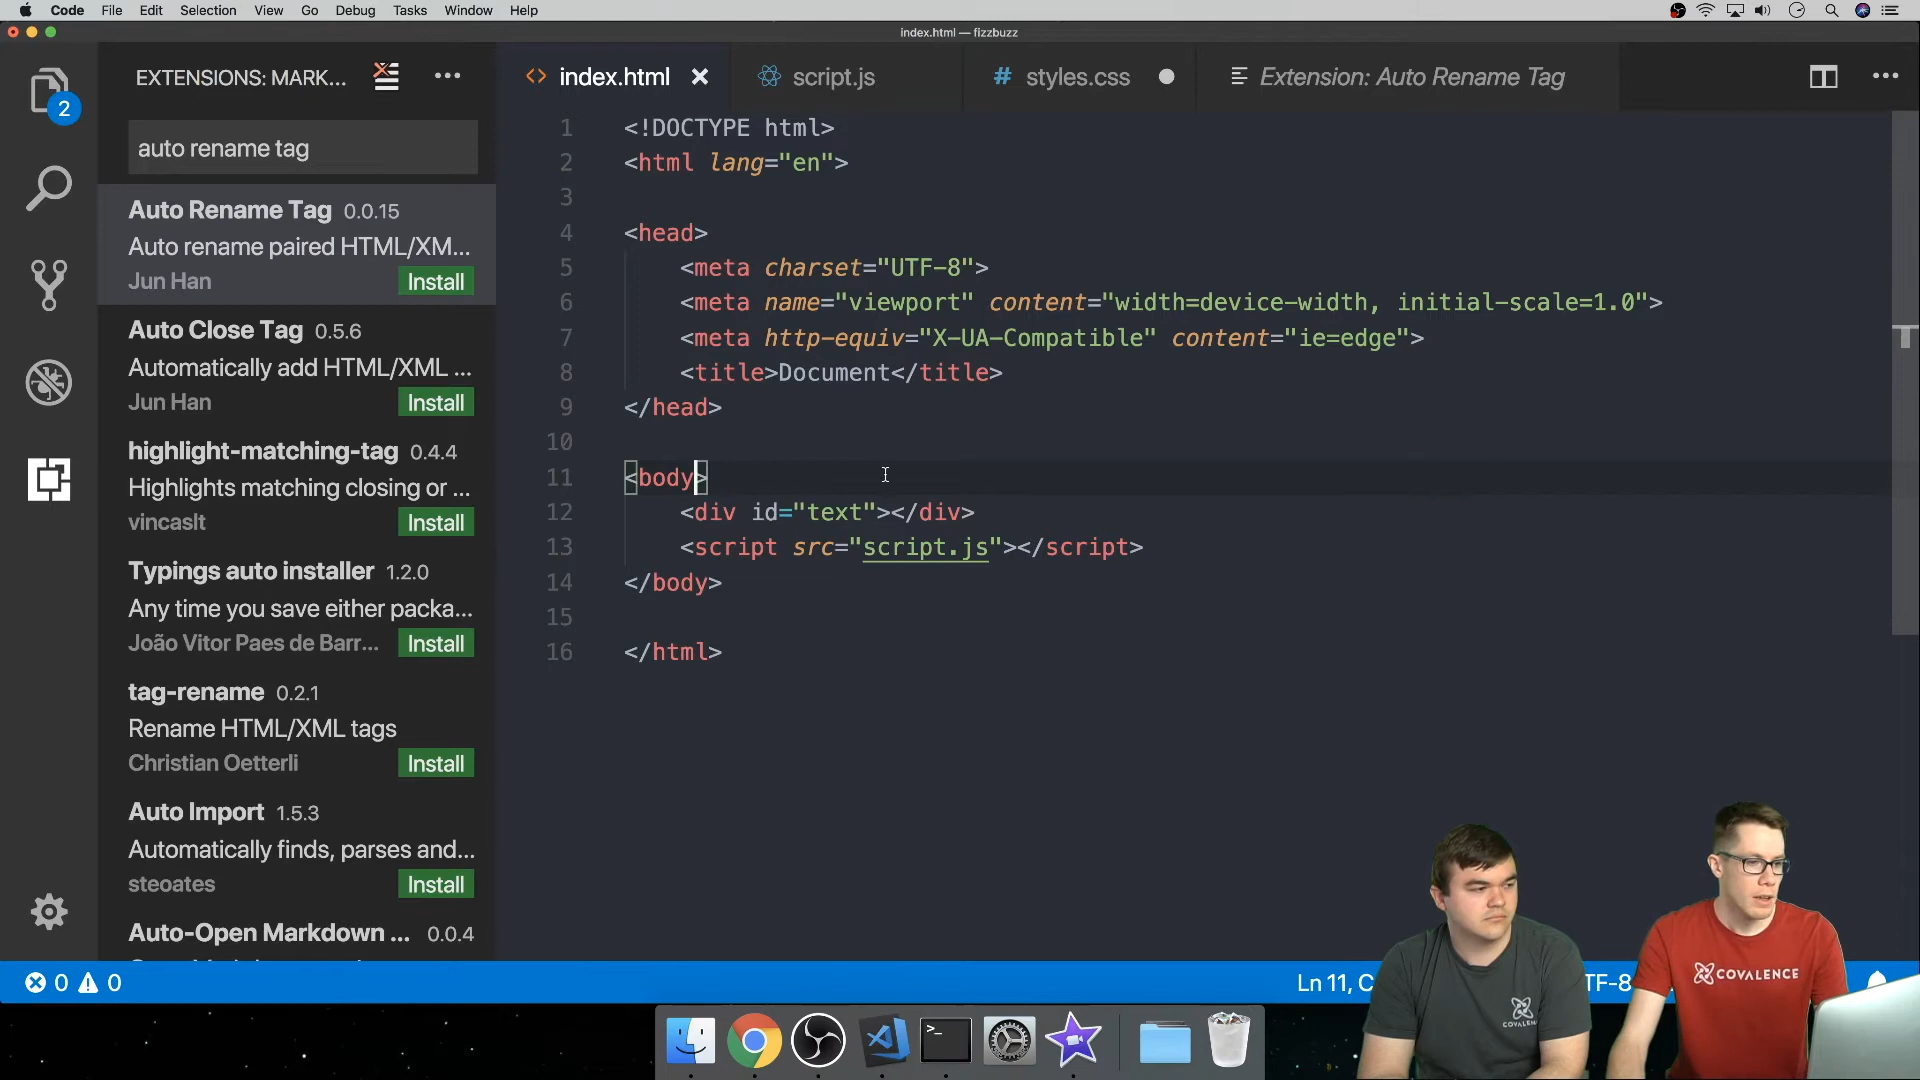 Code File Edit Selection View Go Debug Tasks Window Help
index.html — fizzbuzz
EXTENSIONS: MARK...
auto rename tag
Auto Rename Tag 0.0.15
Auto rename paired HTML/XM...
Jun Han Install
Auto Close Tag 0.5.6
Automatically add HTML/XML ...
Jun Han Install
highlight-matching-tag 0.4.4
Highlights matching closing or ...
vincaslt Install
Typings auto installer 1.2.0
Any time you save either packa...
João Vitor Paes de Barr... Install
tag-rename 0.2.1
Rename HTML/XML tags
Christian Oetterli Install
Auto Import 1.5.3
Automatically finds, parses and...
steoates Install
Auto-Open Markdown ... 0.0.4
2
index.html script.js # styles.css Extension: Auto Rename Tag
1 <!DOCTYPE html>
2 <html lang="en">
3
4 <head>
5 <meta charset="UTF-8">
6 <meta name="viewport" content="width=device-width, initial-scale=1.0">
7 <meta http-equiv="X-UA-Compatible" content="ie=edge">
8 <title>Document</title>
9 </head>
10
11 <body>
12 <div id="text"></div>
13 <script src="script.js"></script>
14 </body>
15
16 </html>
0 0 Ln 11, C TF-8
COVALENCE
COVALENCE